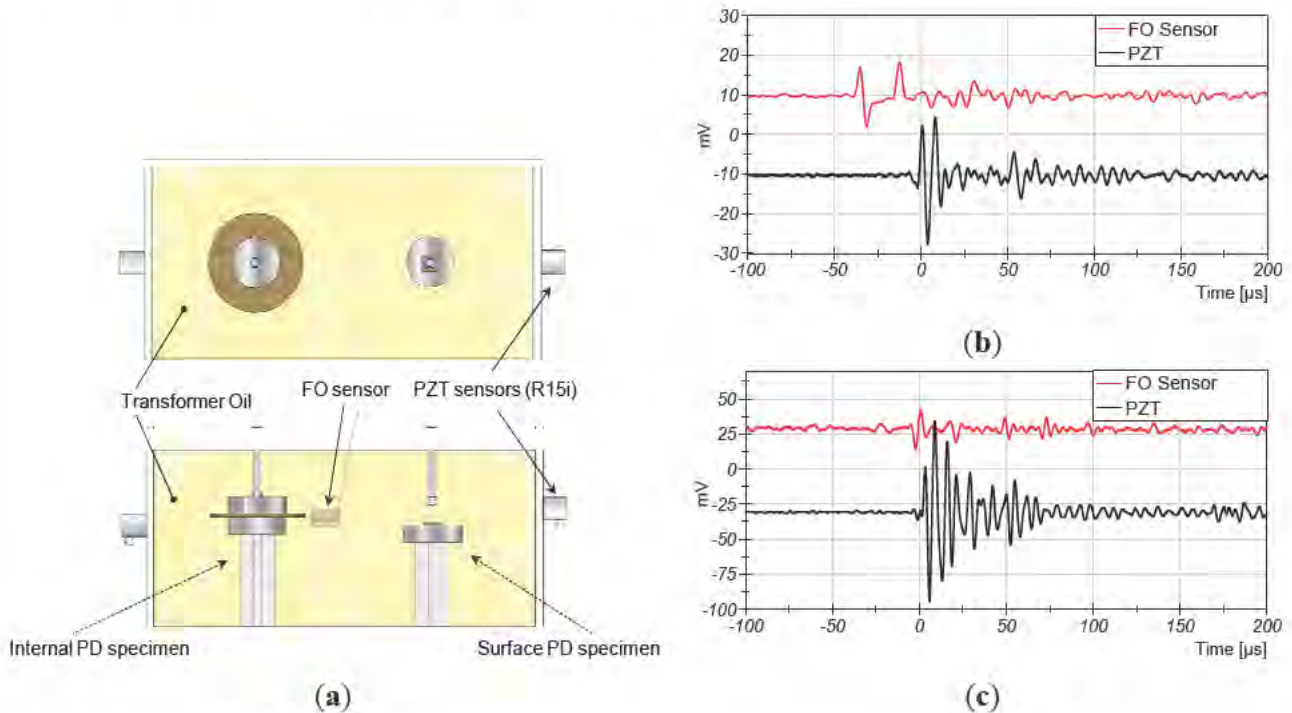 Transformer Oil
FO sensor
PZT sensors (R15i)
Internal PD specimen
Surface PD specimen
(a)
30
20
10
0
-10
-20
-30
mV
FO Sensor
PZT
-100
-50
0
50
100
150
200
Time [µs]
(b)
50
25
0
-25
-50
-75
-100
mV
FO Sensor
PZT
-100
-50
0
50
100
150
200
Time [µs]
(c)